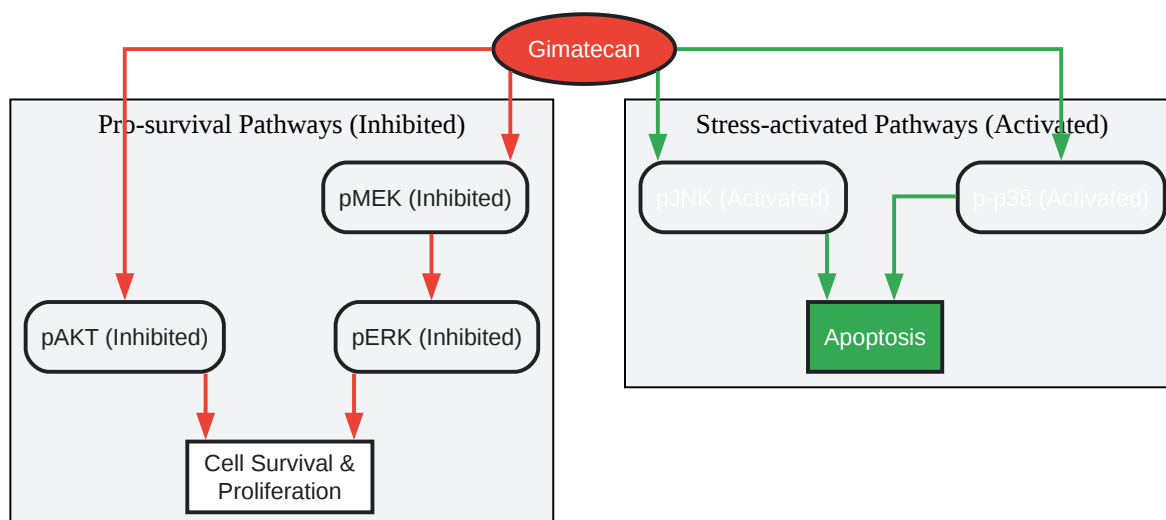 Gimatecan
Pro-survival Pathways (Inhibited)
Stress-activated Pathways (Activated)
pMEK (Inhibited)
pJNK (Activated)
p-p38 (Activated)
pAKT (Inhibited)
pERK (Inhibited)
Apoptosis
Cell Survival &
Proliferation